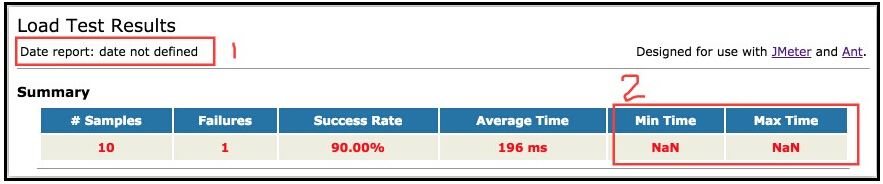 Load Test Results
Date report: date not defined 1 Designed for use with JMeter and Ant.
Summary 2
# Samples Failures Success Rate Average Time Min Time Max Time
10 1 90.00% 196 ms NaN NaN